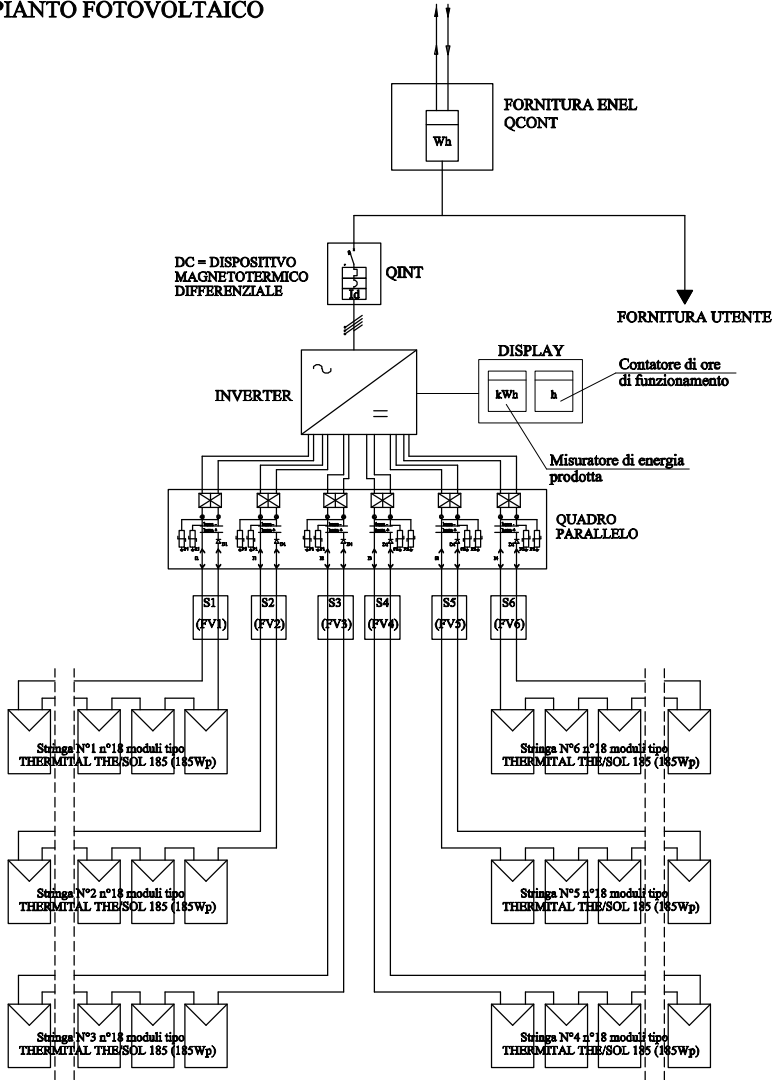 PIANTO FOTOVOLTAICO
FORNITURA ENEL
QCONT
Wh
DC = DISPOSITIVO
MAGNETOTERMICO
DIFFERENZIALE
QINT
Id
FORNITURA UTENTE
DISPLAY
Contatore di ore
di funzionamento
INVERTER
kWh
h
Misuratore di energia
prodotta
QUADRO
PARALLELO
S1
S2
S3
S4
S5
S6
(FV1)
(FV2)
(FV3)
(FV4)
(FV5)
(FV6)
Stringa N°1 n°18 moduli tipo
THERMITAL THE/SOL 185 (185Wp)
Stringa N°6 n°18 moduli tipo
THERMITAL THE/SOL 185 (185Wp)
Stringa N°2 n°18 moduli tipo
THERMITAL THE/SOL 185 (185Wp)
Stringa N°5 n°18 moduli tipo
THERMITAL THE/SOL 185 (185Wp)
Stringa N°3 n°18 moduli tipo
THERMITAL THE/SOL 185 (185Wp)
Stringa N°4 n°18 moduli tipo
THERMITAL THE/SOL 185 (185Wp)